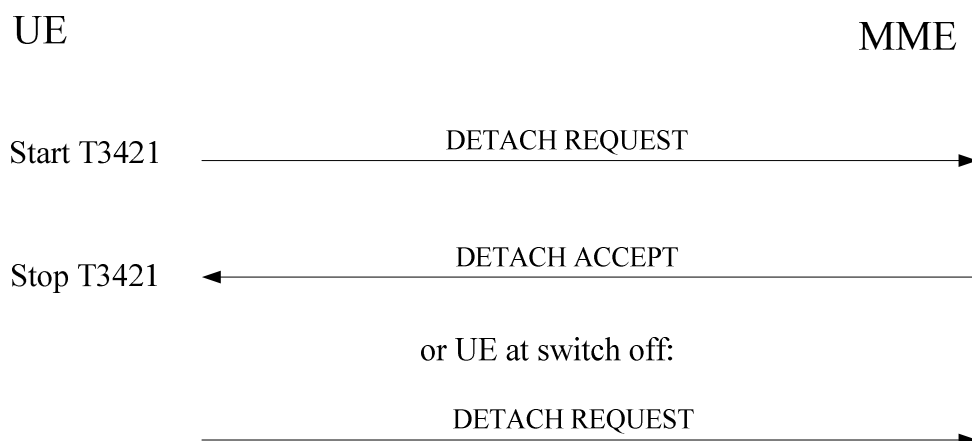 UE
MME
Start T3421
DETACH REQUEST
Stop T3421
DETACH ACCEPT
or UE at switch off:
DETACH REQUEST